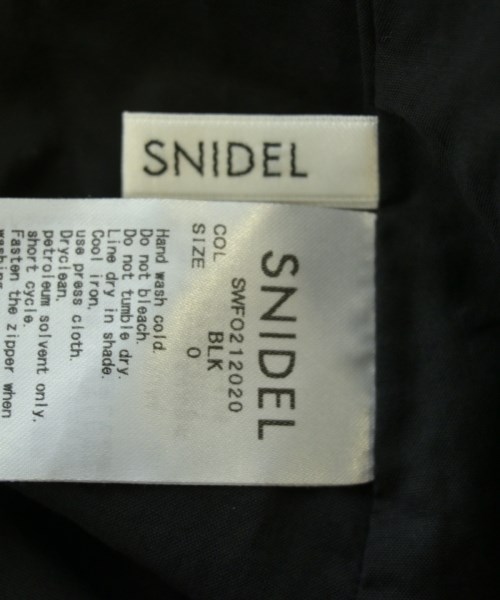 SNIDEL
SNIDEL
SWFO212020
COL BLK
SIZE 0
Hand wash cold.
Do not bleach.
Do not tumble dry.
Line dry in shade.
Cool iron.
use press cloth.
Dryclean.
petroleum solvent only.
short cycle.
Fasten the zipper when